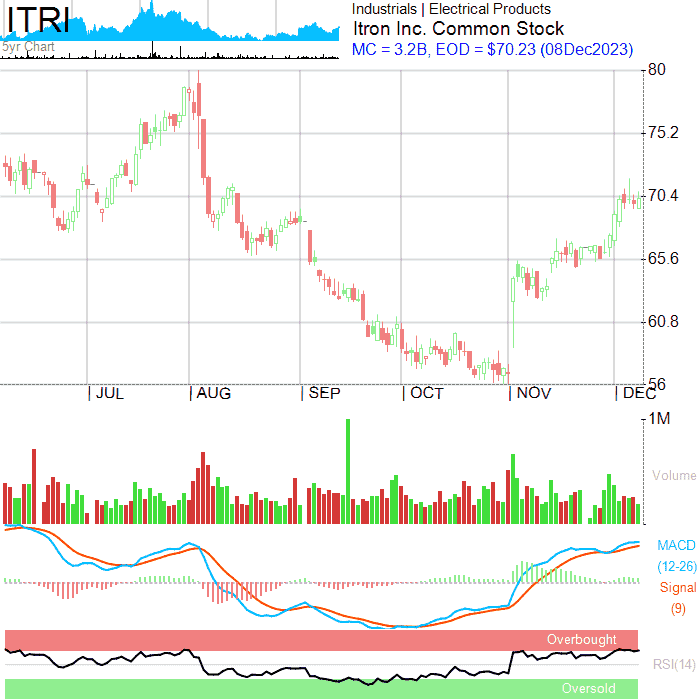 ITRI
5yr Chart
Industrials | Electrical Products
Itron Inc. Common Stock
MC = 3.2B, EOD = $70.23 (08Dec2023)
80
75.2
70.4
65.6
60.8
56
JUL AUG SEP OCT NOV DEC
1M
Volume
MACD
(12-26)
Signal
(9)
Overbought
RSI(14)
Oversold